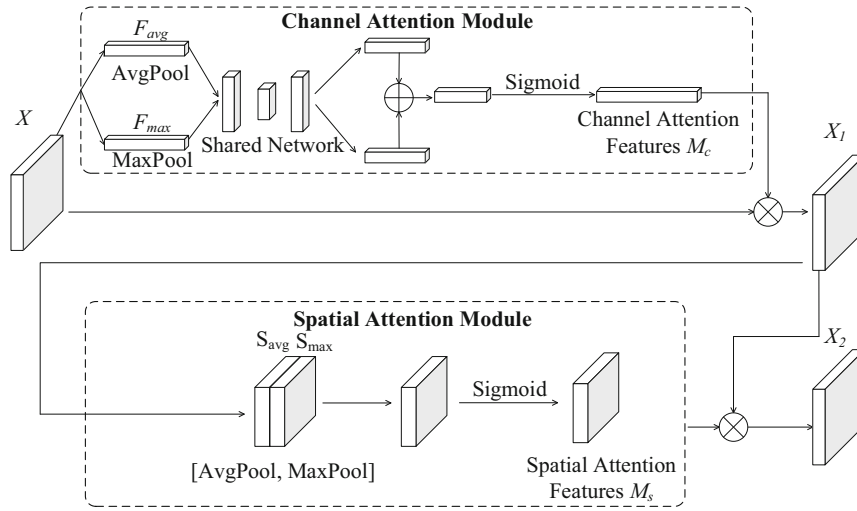 Channel Attention Module
F_avg
AvgPool
X
F_max
MaxPool
Shared Network
Sigmoid
Channel Attention
Features M_c
X_1
Spatial Attention Module
S_avg S_max
Sigmoid
[AvgPool, MaxPool]
Spatial Attention
Features M_s
X_2